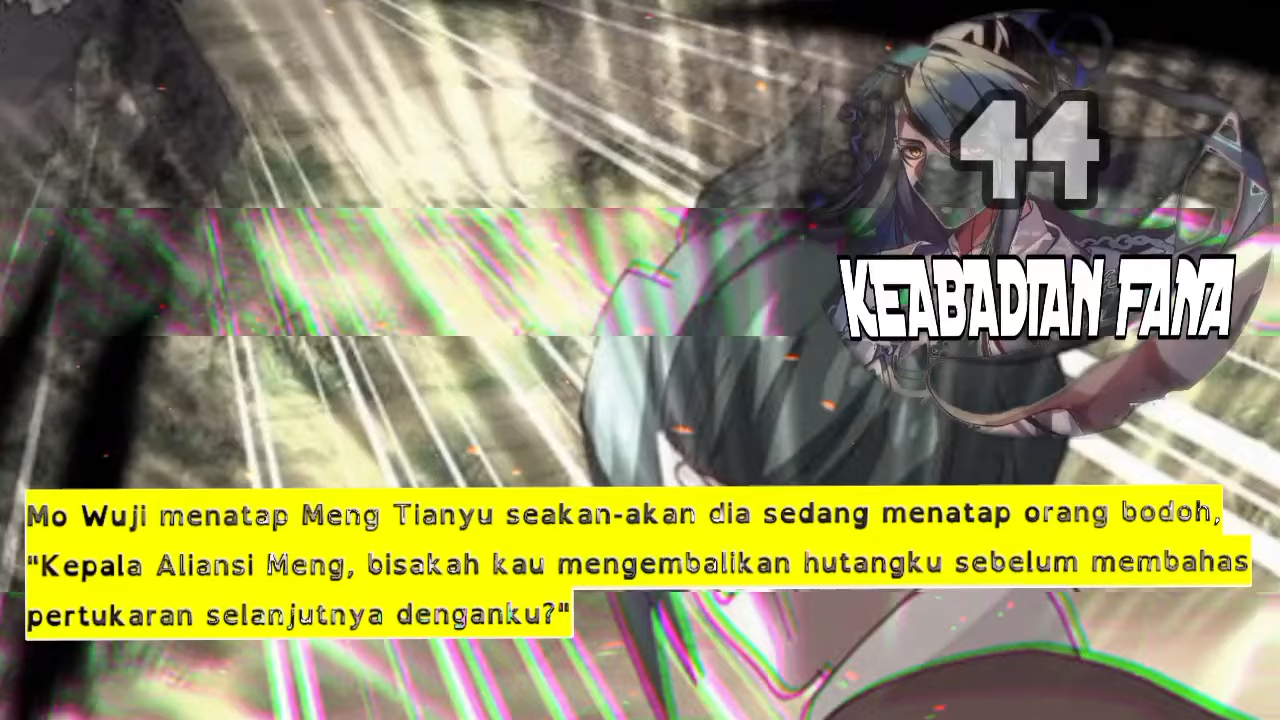 44
KEABADIAN FANA
Mo Wuji menatap Meng Tianyu seakan-akan dia sedang menatap orang bodoh,
"Kepala Aliansi Meng, bisakah kau mengembalikan hutangku sebelum membahas
pertukaran selanjutnya denganku?"